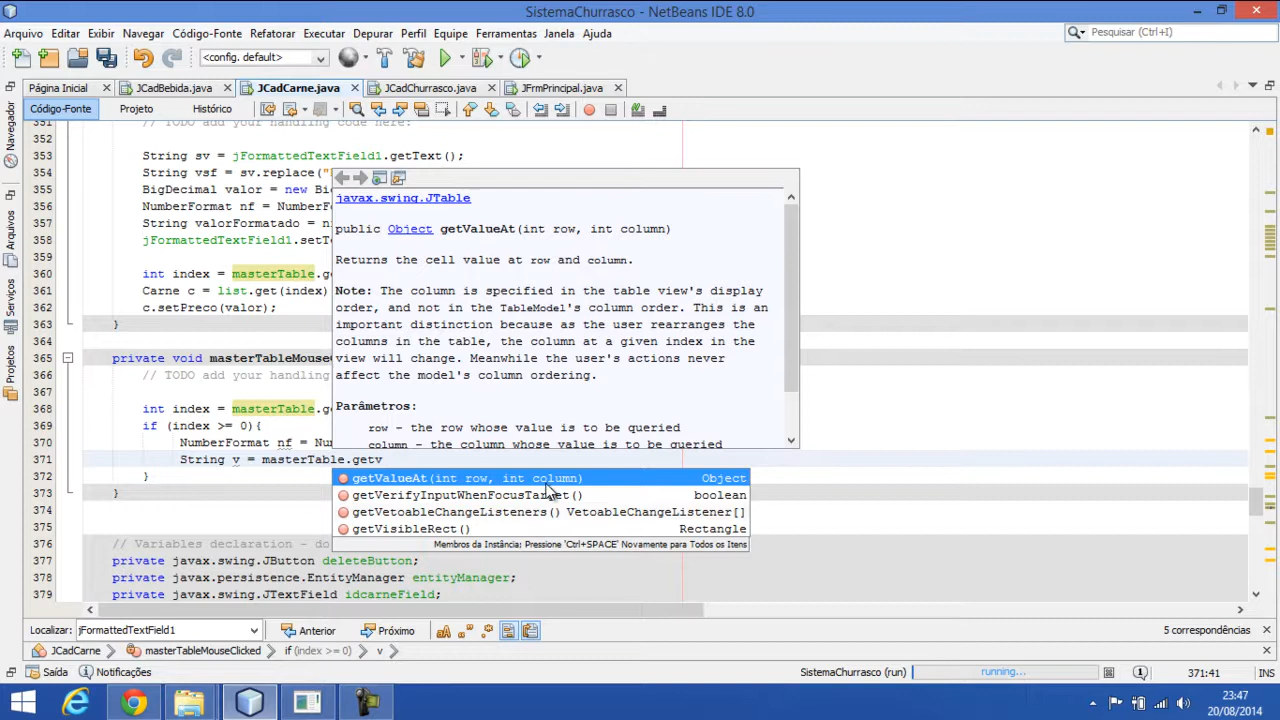 SistemaChurrasco - NetBeans IDE 8.0
Arquivo Editar Exibir Navegar Código-Fonte Refatorar Executar Depurar Perfil Equipe Ferramentas Janela Ajuda
Pesquisar (Ctrl+I)
<config. default>
Página Inicial JCadBebida.java JCadCarne.java JCadChurrasco.java JFrmPrincipal.java
Código-Fonte Projeto Histórico
Navegador
Arquivos
Serviços
Projetos
351 // TODO add your handling code here:
352
353 String sv = jFormattedTextField1.getText();
354 String vsf = sv.replace("
355 BigDecimal valor = new Big
356 NumberFormat nf = NumberFo
357 String valorFormatado = n
358 jFormattedTextField1.setT
360 int index = masterTable.ge
361 Carne c = list.get(index)
362 c.setPreco(valor);
363 }
364
365 private void masterTableMouseC
366 // TODO add your handling
367
368 int index = masterTable.ge
369 if (index >= 0){
370 NumberFormat nf = Num
371 String v = masterTable.getv
372 }
373 }
376 // Variables declaration - do
377 private javax.swing.JButton deleteButton;
378 private javax.persistence.EntityManager entityManager;
379 private javax.swing.JTextField idcarneField;
javax.swing.JTable
public Object getValueAt(int row, int column)
Returns the cell value at row and column.
Note: The column is specified in the table view's display
order, and not in the TableModel's column order. This is an
important distinction because as the user rearranges the
columns in the table, the column at a given index in the
view will change. Meanwhile the user's actions never
affect the model's column ordering.
Parâmetros:
row - the row whose value is to be queried
column - the column whose value is to be queried
getValueAt(int row, int column) Object
getVerifyInputWhenFocusTarget() boolean
getVetoableChangeListeners() VetoableChangeListener[]
getVisibleRect() Rectangle
Membros da Instância; Pressione 'Ctrl+SPACE' Novamente para Todos os Itens
Localizar: jFormattedTextField1 Anterior Próximo 5 correspondências
JCadCarne masterTableMouseClicked if (index >= 0) v
Saída Notificações SistemaChurrasco (run) running... 371:41 INS
23:47
20/08/2014